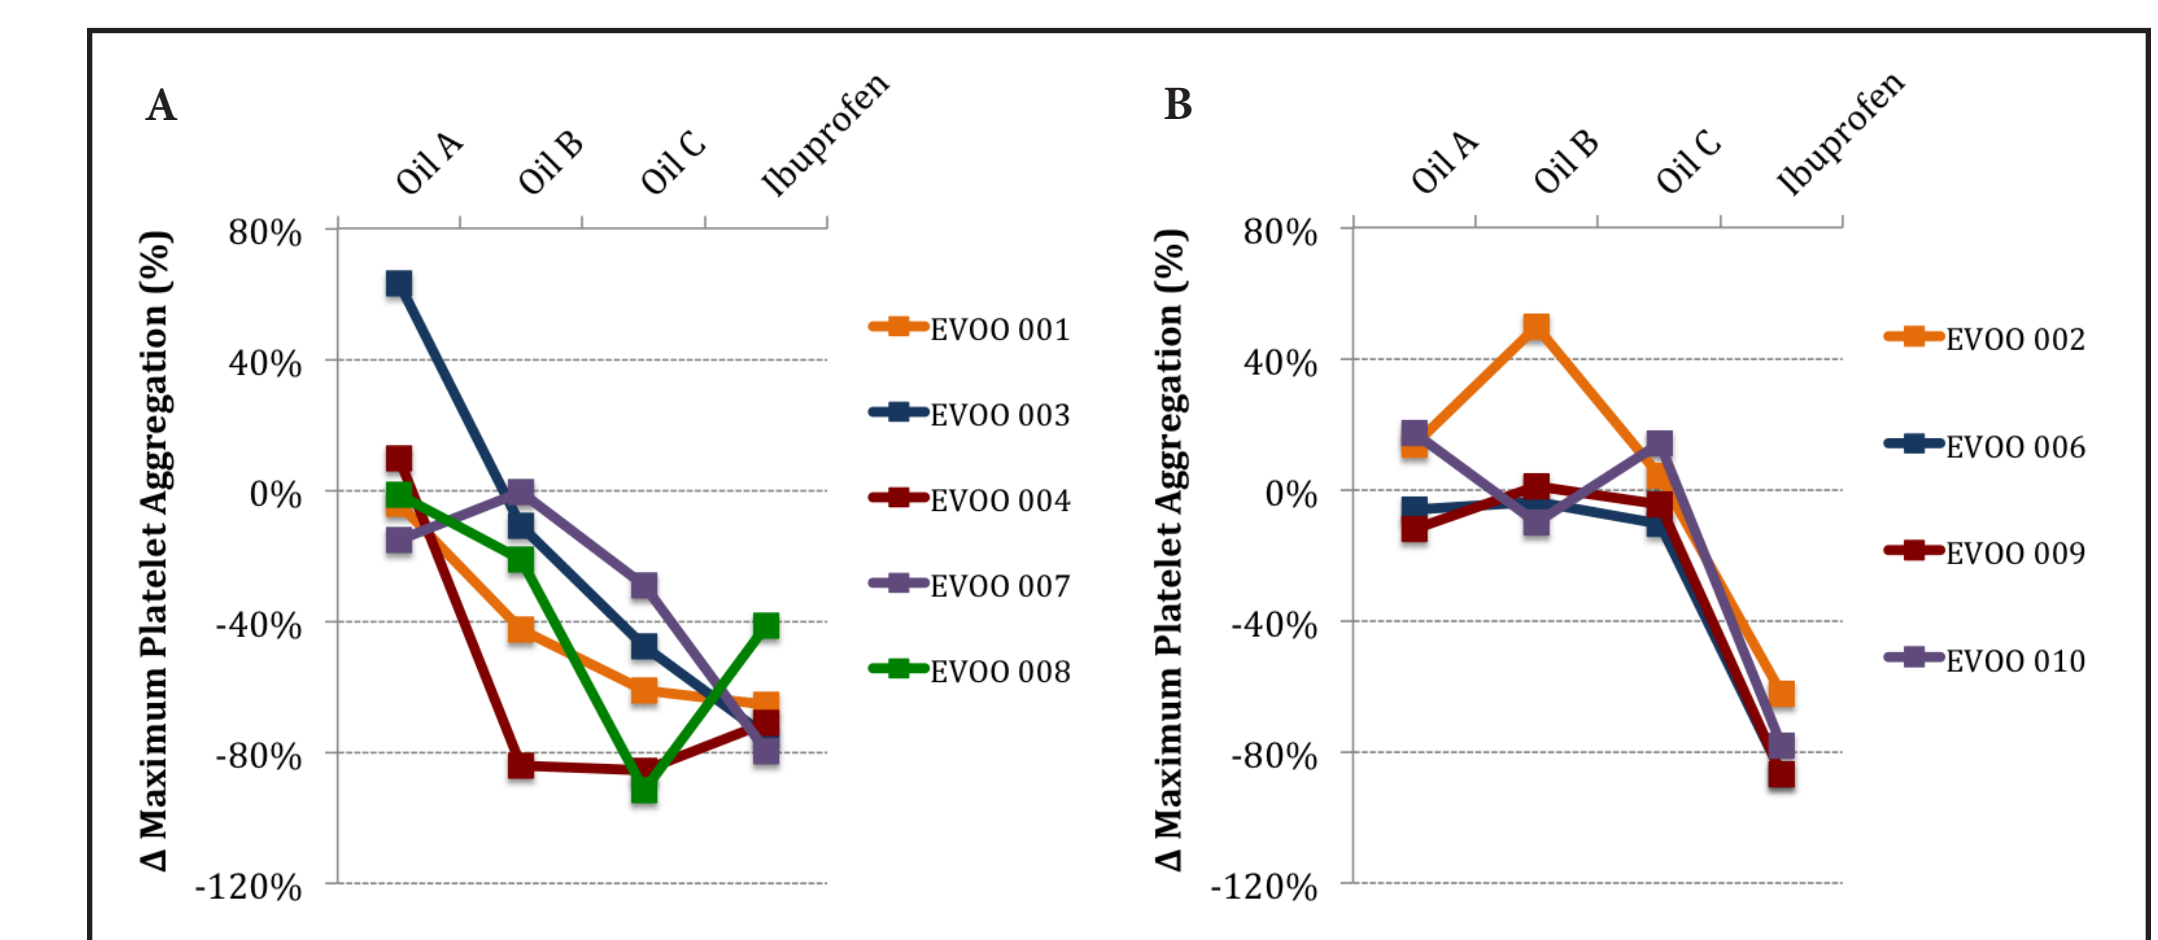 A
Oil A
Oil B
Oil C
Ibuprofen
Δ Maximum Platelet Aggregation (%)
80%
40%
0%
-40%
-80%
-120%
EVOO 001
EVOO 003
EVOO 004
EVOO 007
EVOO 008
B
Oil A
Oil B
Oil C
Ibuprofen
Δ Maximum Platelet Aggregation (%)
80%
40%
0%
-40%
-80%
-120%
EVOO 002
EVOO 006
EVOO 009
EVOO 010